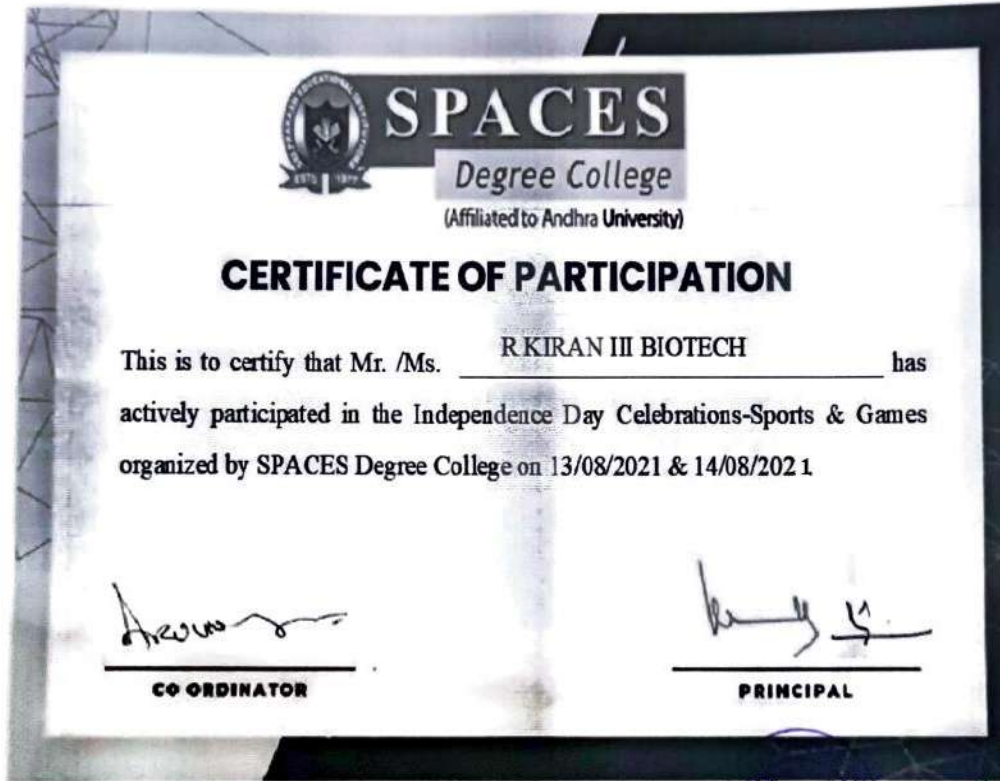 SPACES
Degree College
(Affiliated to Andhra University)
ESTD 1977
CERTIFICATE OF PARTICIPATION
This is to certify that Mr. /Ms. R KIRAN III BIOTECH has
actively participated in the Independence Day Celebrations-Sports & Games
organized by SPACES Degree College on 13/08/2021 & 14/08/2021
CO ORDINATOR
PRINCIPAL